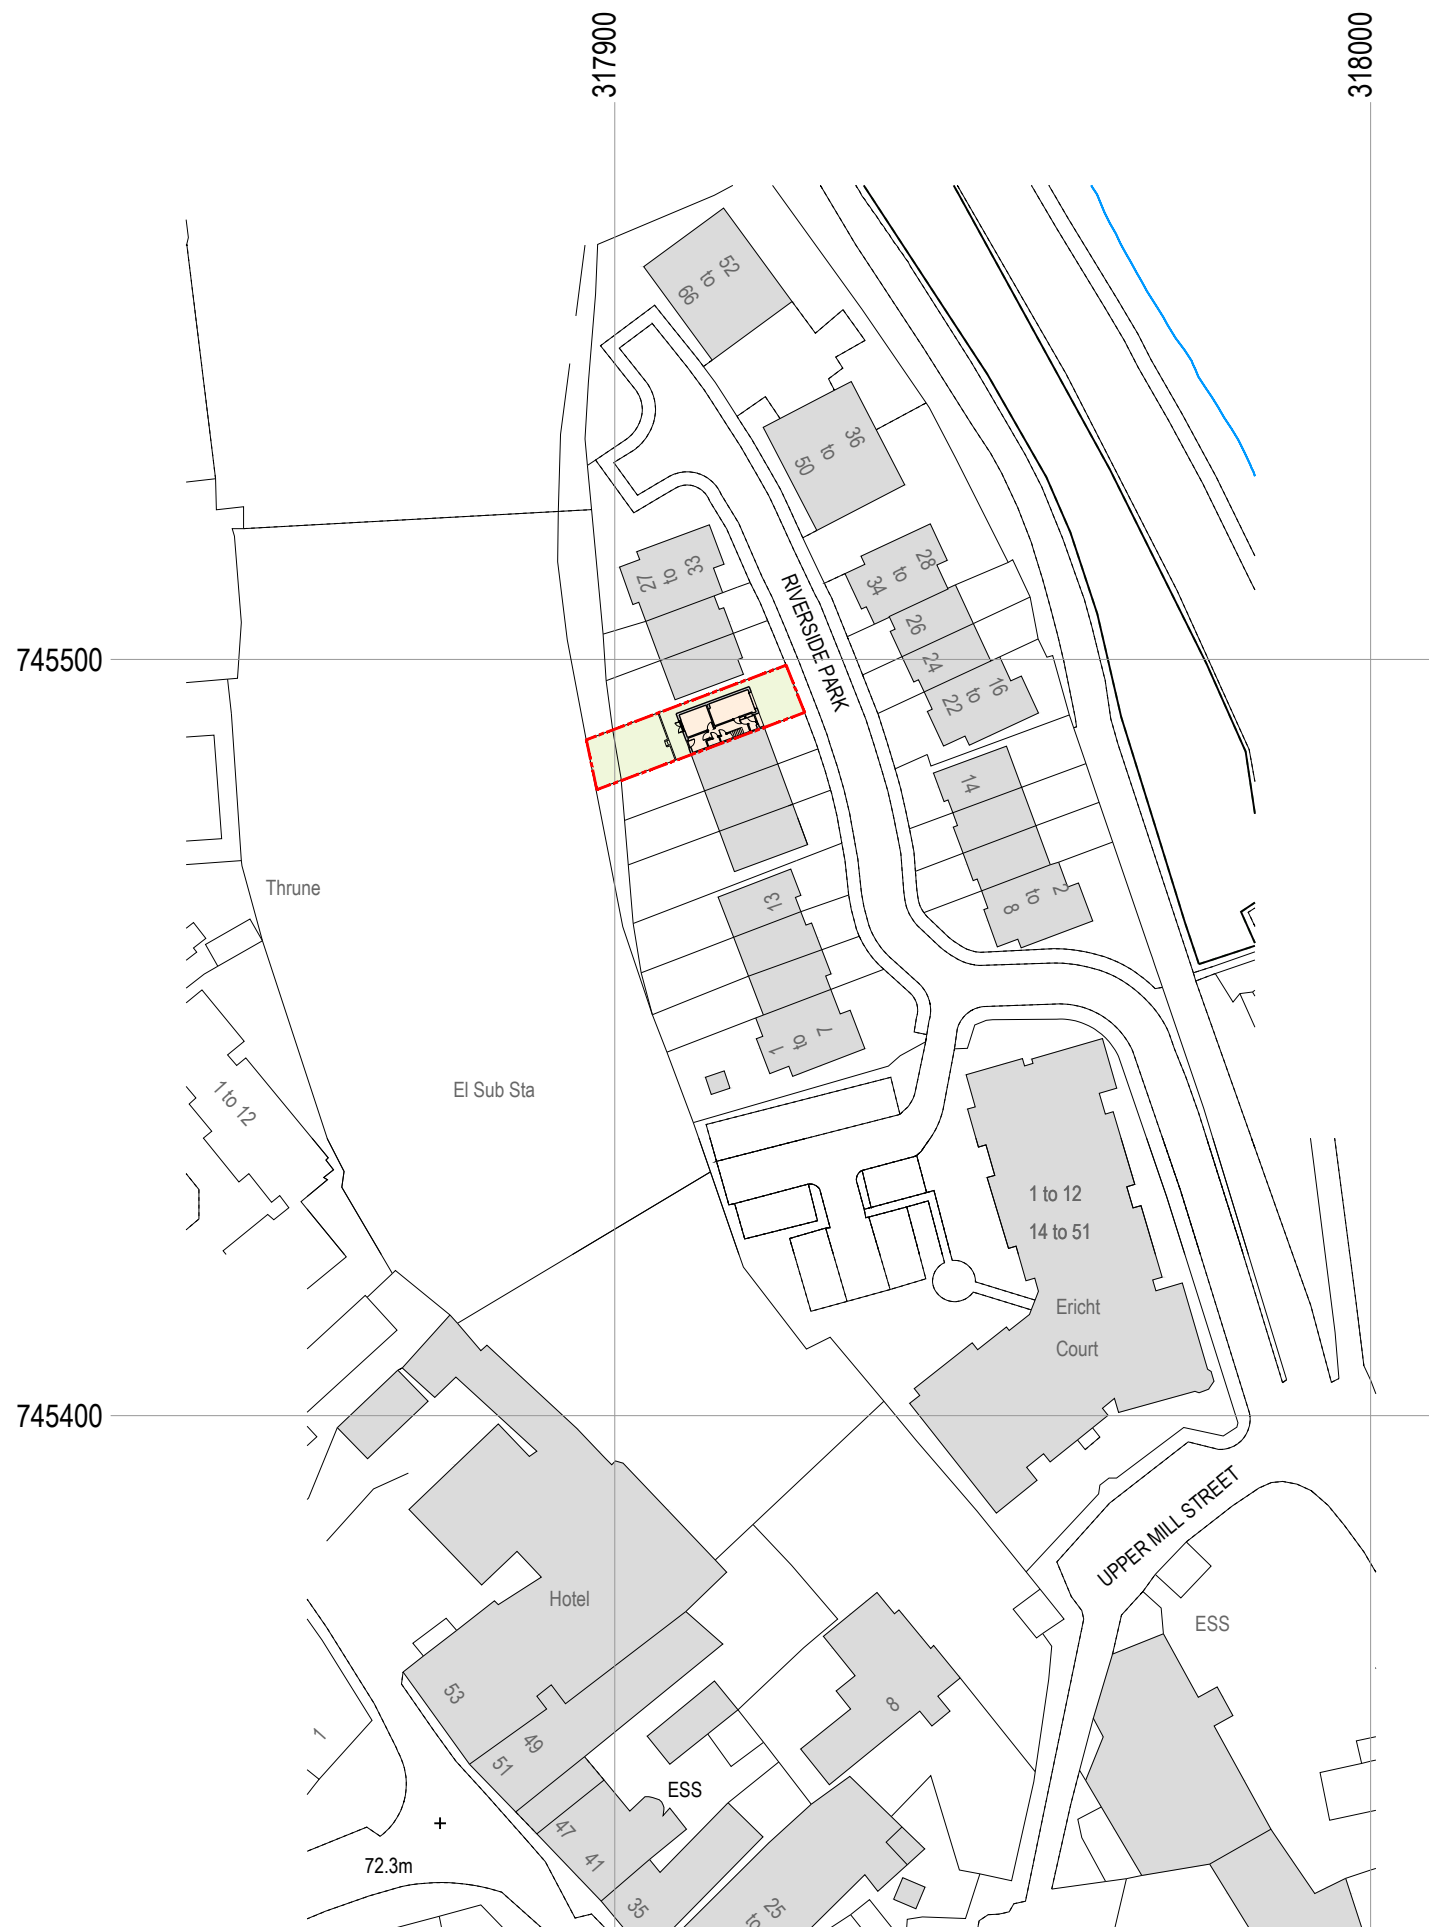 317900
318000
52
to
66
36
to
50
33
to
27
28
to
34
RIVERSIDE PARK
26
24
745500
16
to
22
14
Thrune
13
2
to
8
7
to
1
El Sub Sta
1 to 12
1 to 12
14 to 51
Ericht
Court
745400
UPPER MILL STREET
Hotel
ESS
53
8
49
1
51
ESS
47
41
72.3m
35
25
to